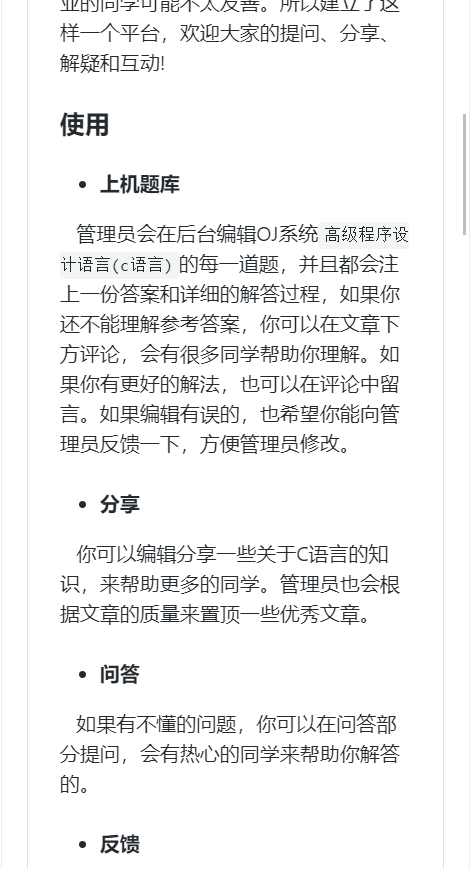 业的同学可能不太友善。所以建立了这
样一个平台，欢迎大家的提问、分享、
解疑和互动!
使用
• 上机题库
管理员会在后台编辑OJ系统 高级程序设
计语言(c语言) 的每一道题，并且都会注
上一份答案和详细的解答过程，如果你
还不能理解参考答案，你可以在文章下
方评论，会有很多同学帮助你理解。如
果你有更好的解法，也可以在评论中留
言。如果编辑有误的，也希望你能向管
理员反馈一下，方便管理员修改。
• 分享
你可以编辑分享一些关于C语言的知
识，来帮助更多的同学。管理员也会根
据文章的质量来置顶一些优秀文章。
• 问答
如果有不懂的问题，你可以在问答部
分提问，会有热心的同学来帮助你解答
的。
• 反馈